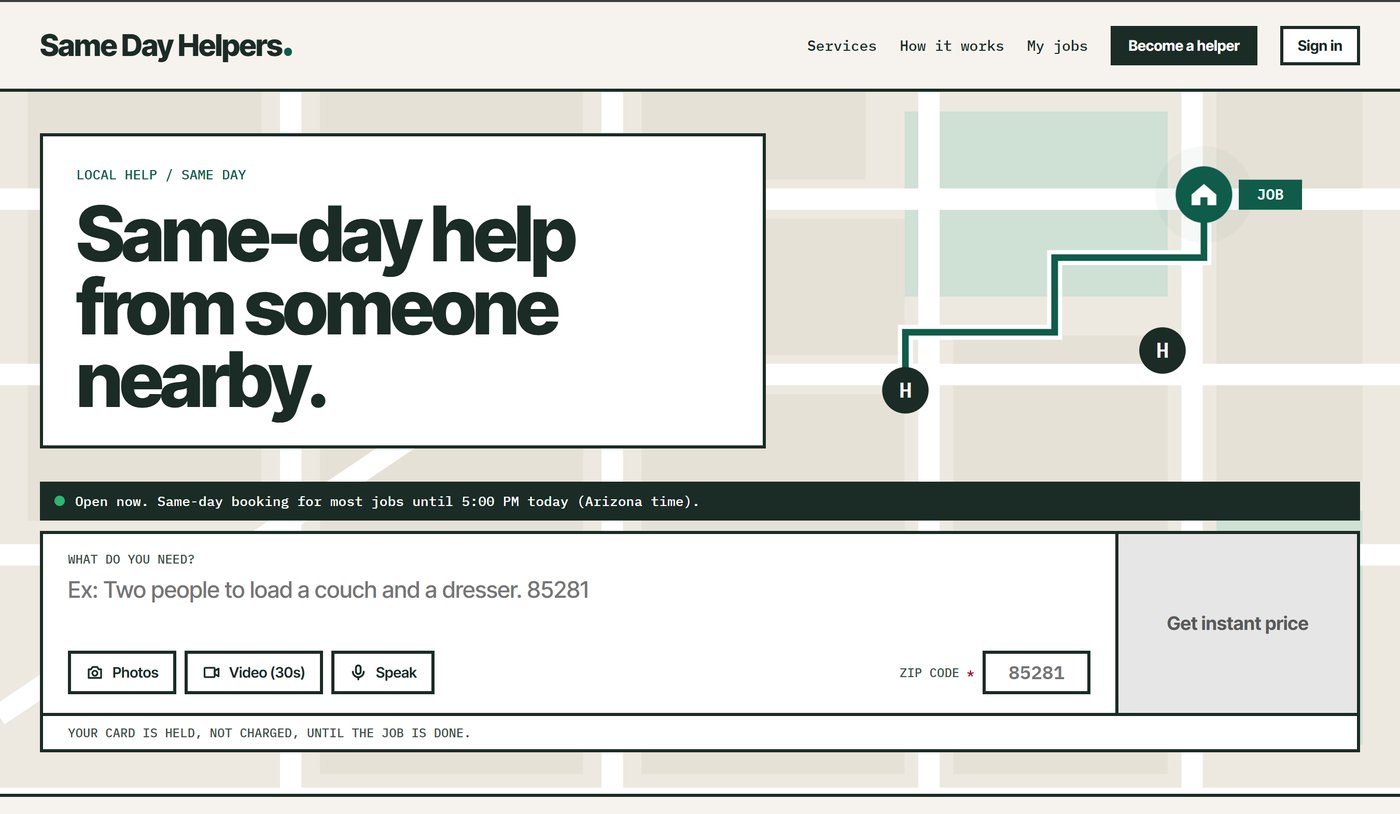 Same Day Helpers.
Services
How it works
My jobs
Become a helper
Sign in
LOCAL HELP / SAME DAY
Same-day help
from someone
nearby.
JOB
H
H
Open now. Same-day booking for most jobs until 5:00 PM today (Arizona time).
WHAT DO YOU NEED?
Ex: Two people to load a couch and a dresser. 85281
Photos
Video (30s)
Speak
ZIP CODE *
85281
Get instant price
YOUR CARD IS HELD, NOT CHARGED, UNTIL THE JOB IS DONE.